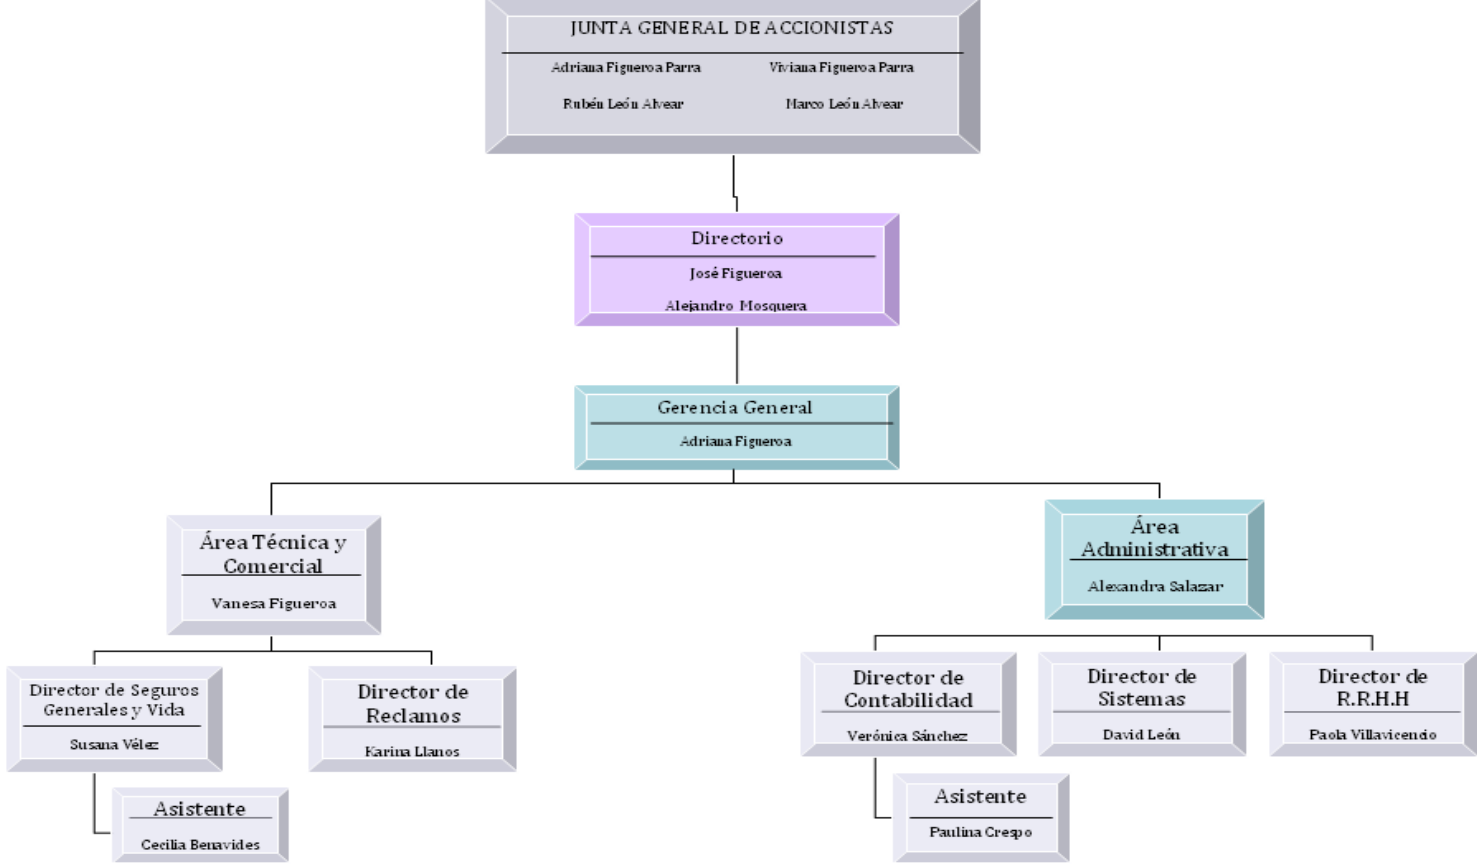 JUNTA GENERAL DE ACCIONISTAS
Adriana Figueroa Parra Viviana Figueroa Parra
Rubén León Alvear Marco León Alvear
Directorio
José Figueroa
Alejandro Mosquera
Gerencia General
Adriana Figueroa
Área Técnica y
Comercial
Vanesa Figueroa
Área
Administrativa
Alexandra Salazar
Director de Seguros
Generales y Vida
Susana Vélez
Director de
Reclamos
Karina Llanos
Director de
Contabilidad
Verónica Sánchez
Director de
Sistemas
David León
Director de
R.R.H.H
Paola Villavicencio
Asistente
Cecilia Benavides
Asistente
Paulina Crespo